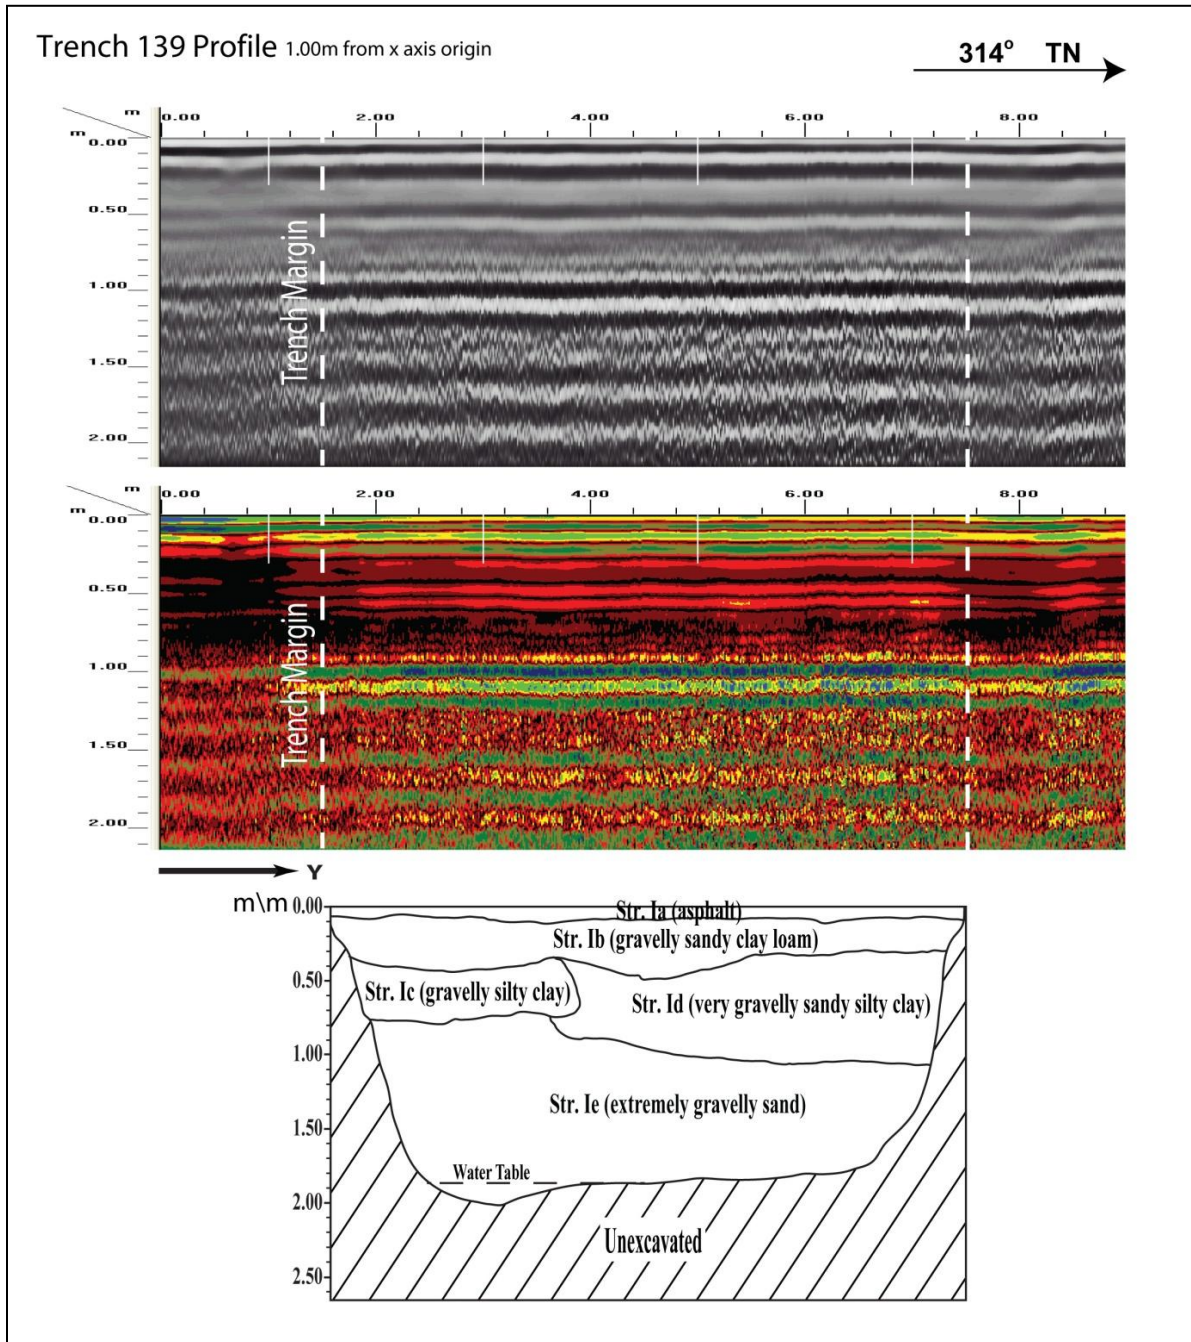 Trench 139 Profile 1.00m from x axis origin
314° TN
m 0.00 2.00 4.00 6.00 8.00
m
0.00
0.50
1.00
1.50
2.00
Trench Margin
m 0.00 2.00 4.00 6.00 8.00
m
0.00
0.50
1.00
1.50
2.00
Trench Margin
Y
m\m 0.00
Str. Ia (asphalt)
Str. Ib (gravelly sandy clay loam)
0.50
Str. Ic (gravelly silty clay)
Str. Id (very gravelly sandy silty clay)
1.00
Str. Ie (extremely gravelly sand)
1.50
Water Table
2.00
Unexcavated
2.50